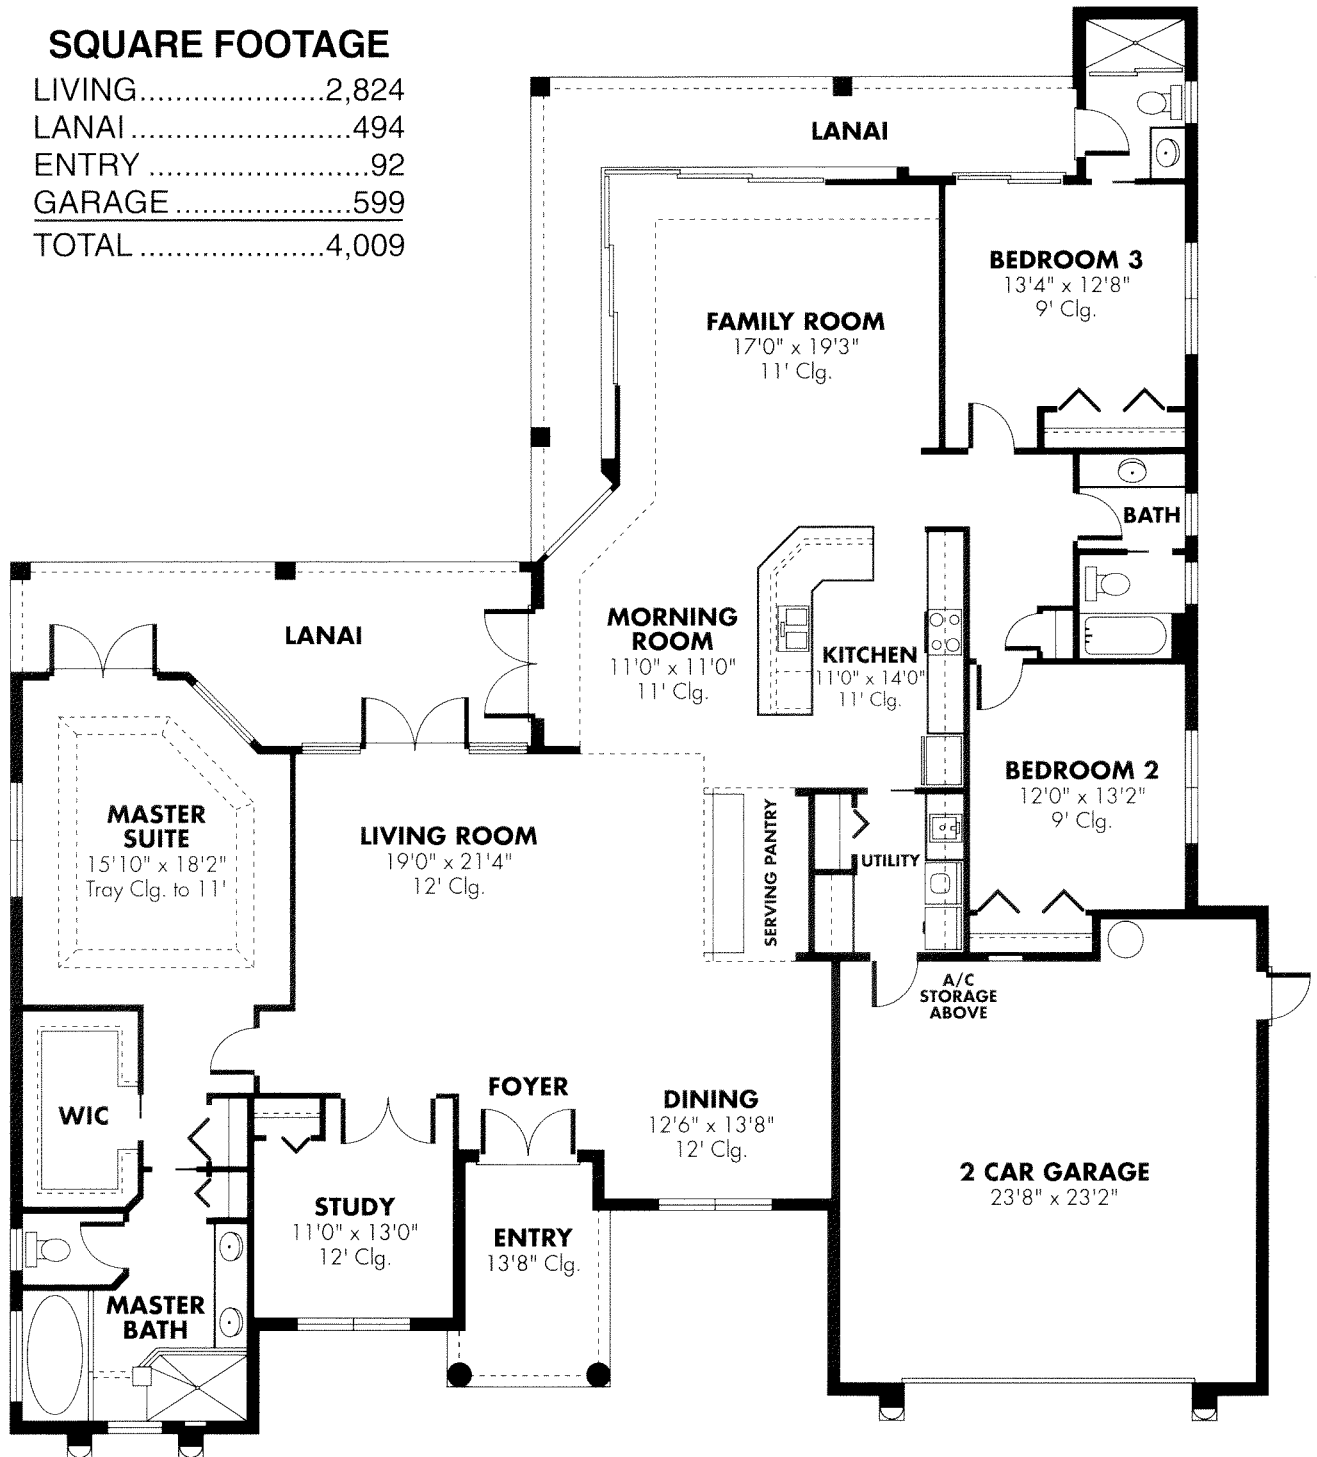 SQUARE FOOTAGE
LIVING.....................2,824
LANAI.........................494
ENTRY.........................92
GARAGE....................599
TOTAL.....................4,009
LANAI
BEDROOM 3
13'4" x 12'8"
9' Clg.
FAMILY ROOM
17'0" x 19'3"
11' Clg.
BATH
LANAI
MORNING
ROOM
11'0" x 11'0"
11' Clg.
KITCHEN
11'0" x 14'0"
11' Clg.
BEDROOM 2
12'0" x 13'2"
9' Clg.
MASTER
SUITE
15'10" x 18'2"
Tray Clg. to 11'
LIVING ROOM
19'0" x 21'4"
12' Clg.
SERVING PANTRY
UTILITY
A/C
STORAGE
ABOVE
WIC
FOYER
DINING
12'6" x 13'8"
12' Clg.
2 CAR GARAGE
23'8" x 23'2"
STUDY
11'0" x 13'0"
12' Clg.
ENTRY
13'8" Clg.
MASTER
BATH